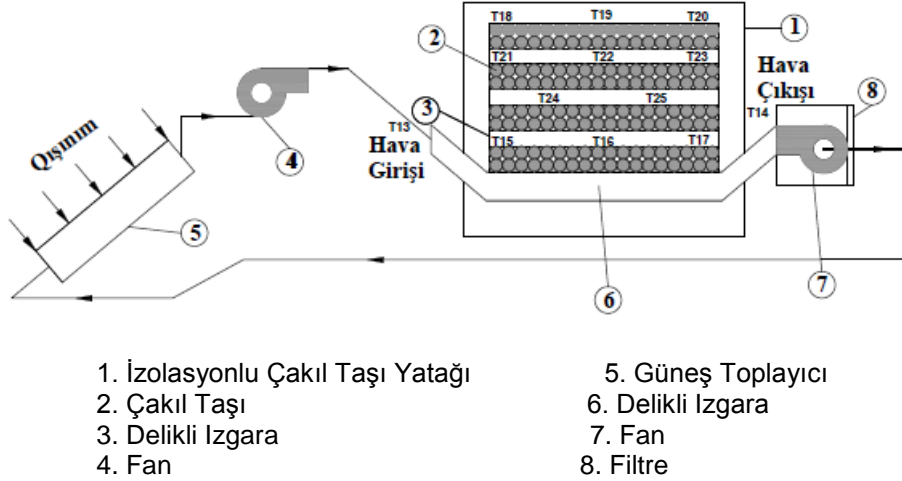 T18 T19 T20
1
2
T21 T22 T23
Hava
Çıkışı
8
T24 T25
3
T13
T14
Hava
Girişi
T15 T16 T17
4
Qışınım
5
6
7
1. İzolasyonlu Çakıl Taşı Yatağı
2. Çakıl Taşı
3. Delikli Izgara
4. Fan
5. Güneş Toplayıcı
6. Delikli Izgara
7. Fan
8. Filtre